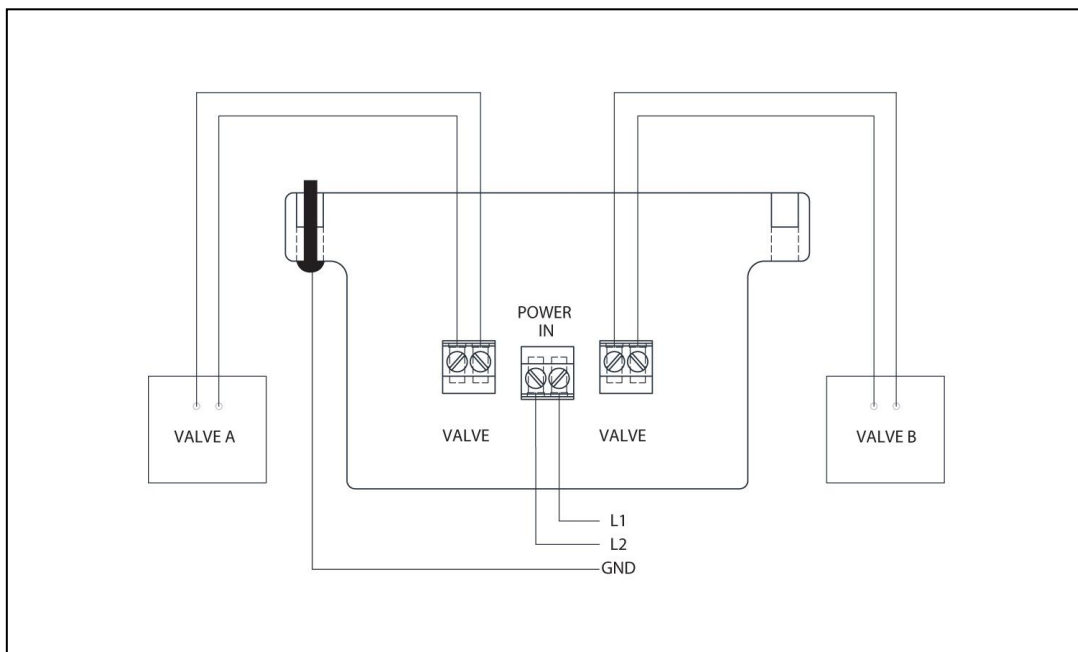 POWER
IN
VALVE A
VALVE
VALVE
VALVE B
L1
L2
GND